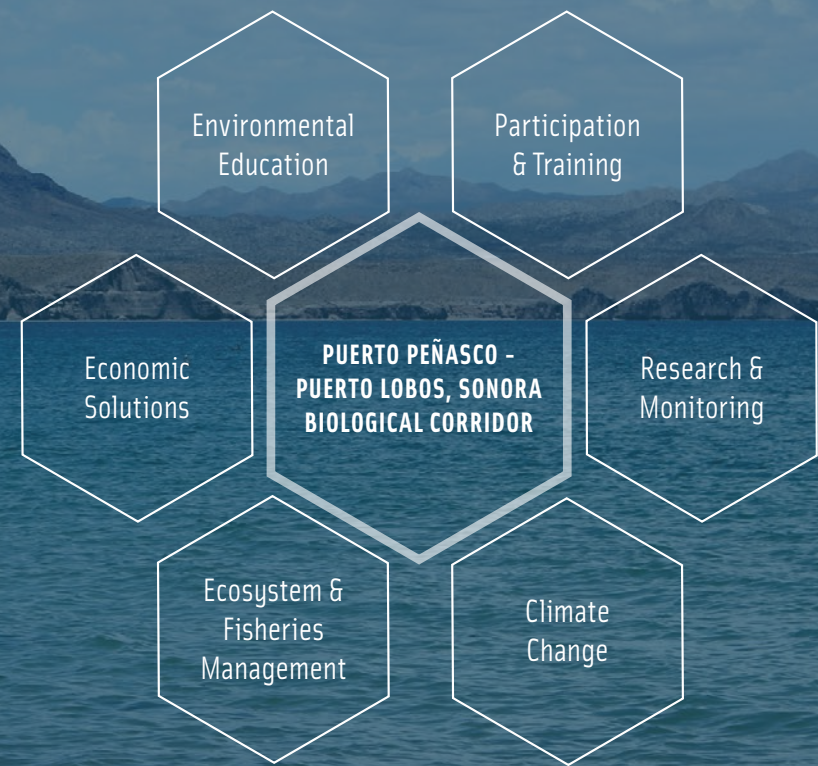 Environmental
Education
Participation
& Training
Economic
Solutions
PUERTO PEÑASCO –
PUERTO LOBOS, SONORA
BIOLOGICAL CORRIDOR
Research &
Monitoring
Ecosystem &
Fisheries
Management
Climate
Change